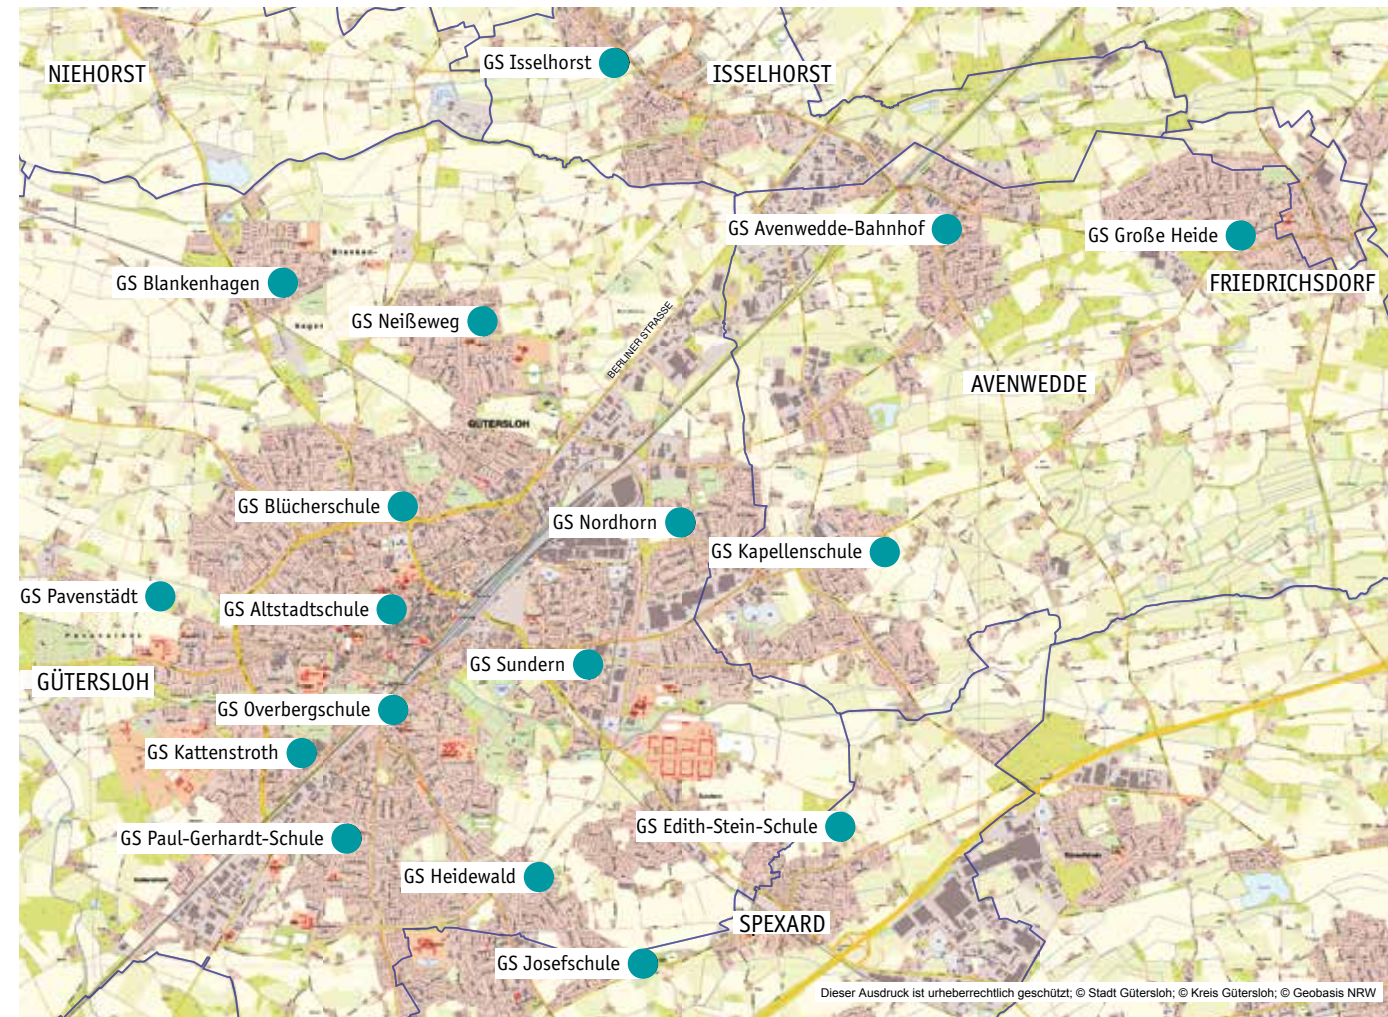 GS Isselhorst
NIEHORST
ISSELHORST
GS Avenwedde-Bahnhof
GS Große Heide
GS Blankenhagen
FRIEDRICHSDORF
GS Neißeweg
BERLINER STRASSE
AVENWEDDE
GÜTERSLOH
GS Blücherschule
GS Nordhorn
GS Kapellenschule
GS Pavenstädt
GS Altstadtschule
GS Sundern
GÜTERSLOH
GS Overbergschule
GS Kattenstroth
GS Edith-Stein-Schule
GS Paul-Gerhardt-Schule
GS Heidewald
SPEXARD
GS Josefschule
Dieser Ausdruck ist urheberrechtlich geschützt; © Stadt Gütersloh; © Kreis Gütersloh; © Geobasis NRW